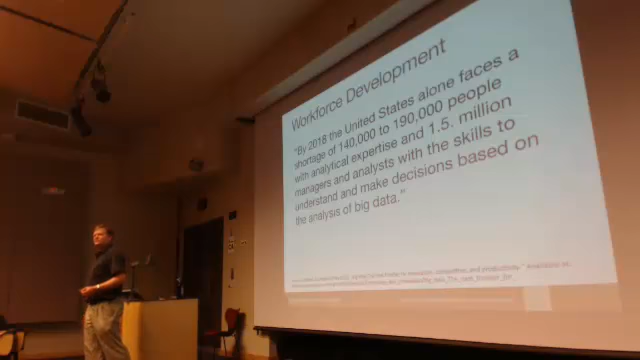 Workforce Development
"By 2018 the United States alone faces a
shortage of 140,000 to 190,000 people
with analytical expertise and 1.5. million
managers and analysts with the skills to
understand and make decisions based on
the analysis of big data."